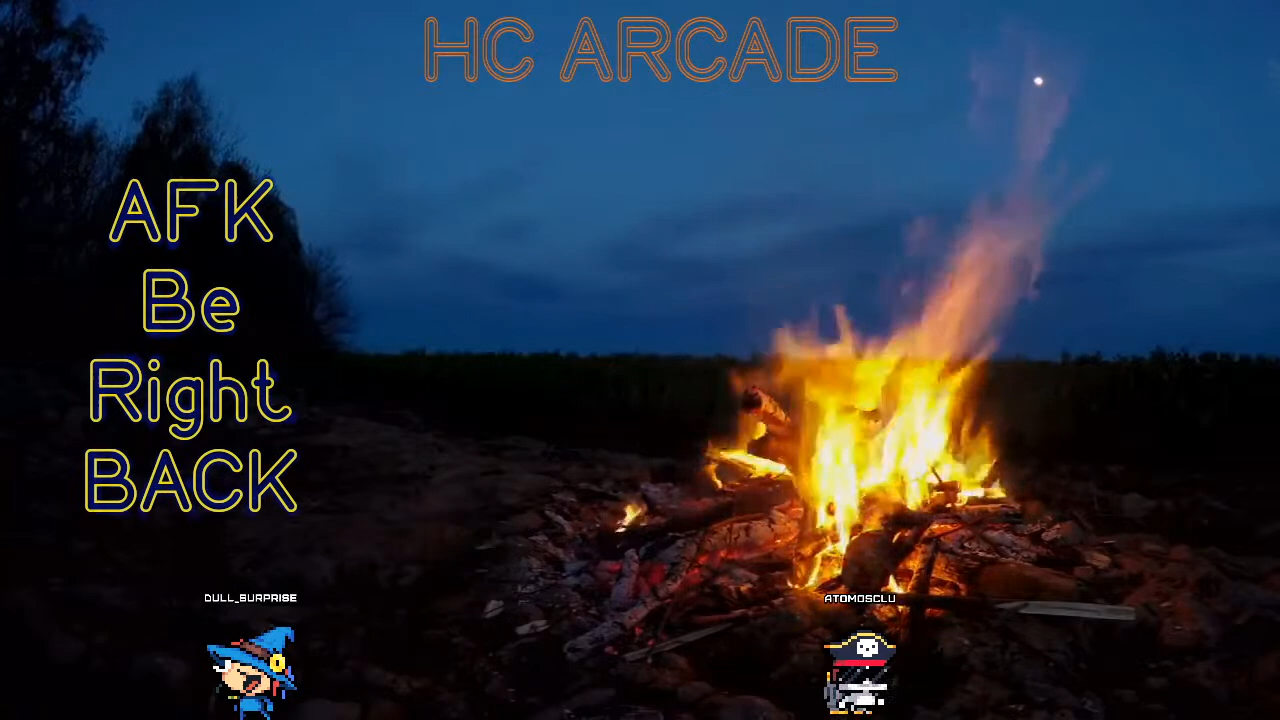 HC ARCADE
AFK
Be
Right
BACK
DULL_SURPRISE
ATOMOSCLU